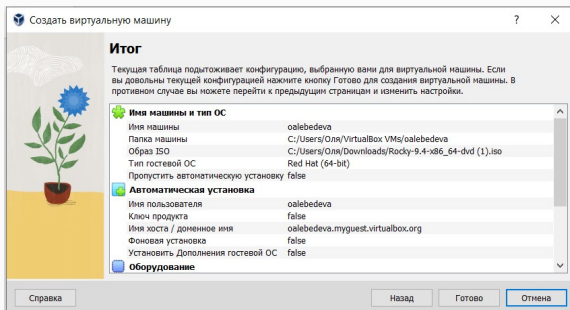 Создать виртуальную машину
Итог
Текущая таблица подытоживает конфигурацию, выбранную вами для виртуальной машины. Если
вы довольны текущей конфигурацией нажмите кнопку Готово для создания виртуальной машины. В
противном случае вы можете перейти к предыдущим страницам и изменить настройки.
Имя машины и тип ОС
Имя машины oalebedeva
Папка машины C:/Users/Оля/VirtualBox VMs/oalebedeva
Образ ISO C:/Users/Оля/Downloads/Rocky-9.4-x86_64-dvd (1).iso
Тип гостевой ОС Red Hat (64-bit)
Пропустить автоматическую установку false
Автоматическая установка
Имя пользователя oalebedeva
Ключ продукта false
Имя хоста / доменное имя oalebedeva.myguest.virtualbox.org
Фоновая установка false
Установить Дополнения гостевой ОС false
Оборудование
Справка Назад Готово Отмена